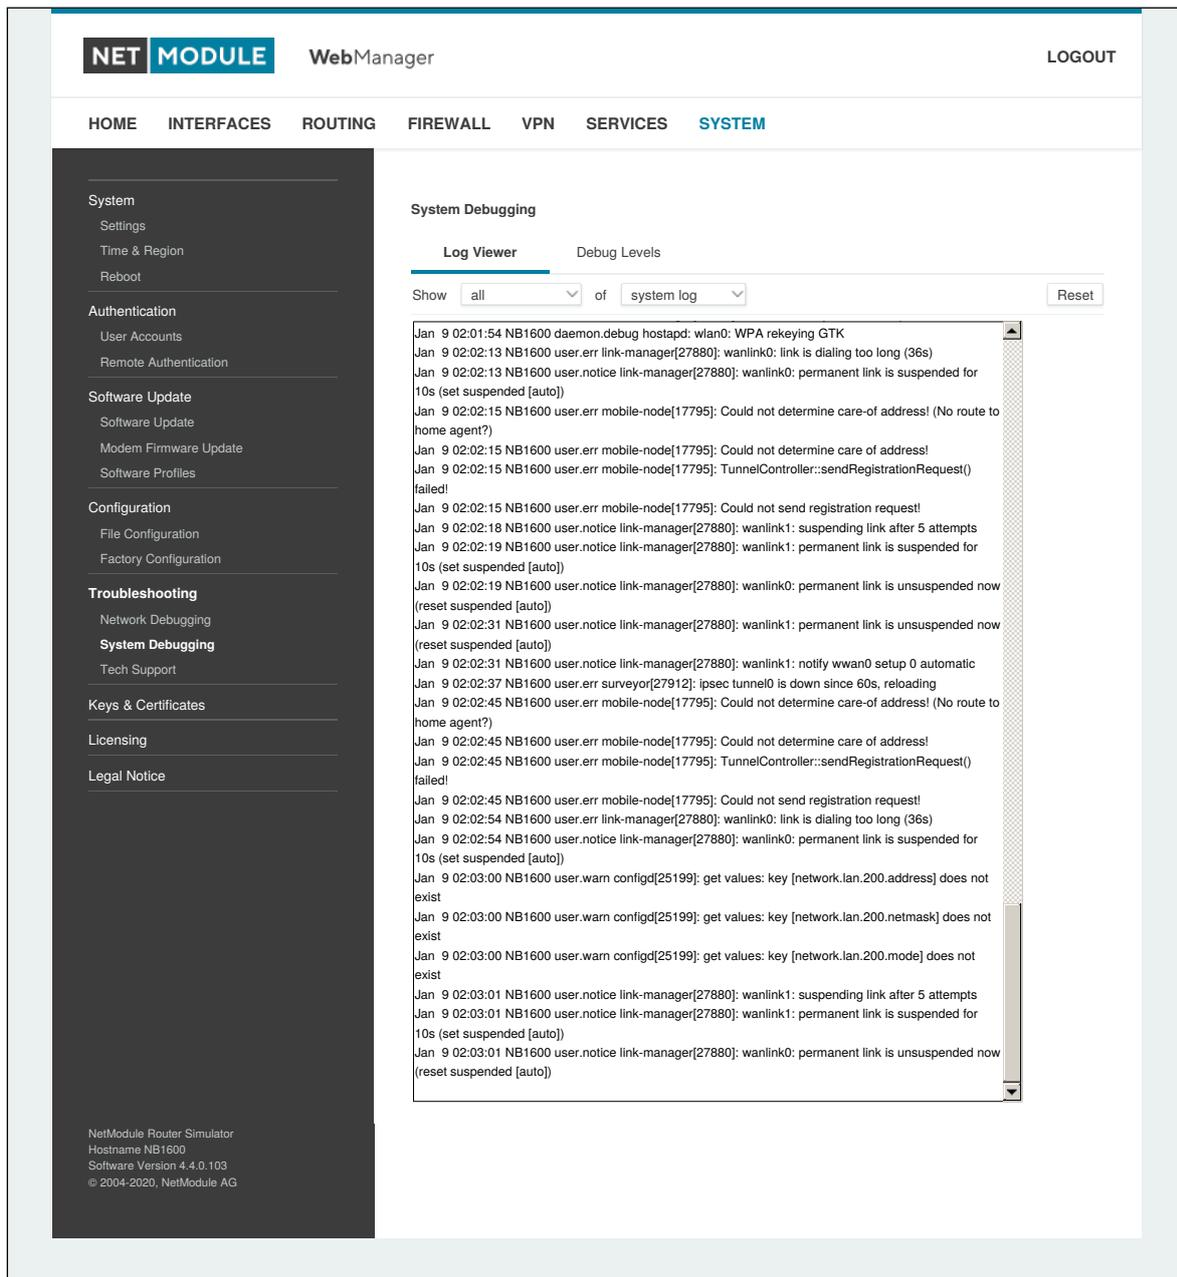 NET MODULE WebManager LOGOUT
HOME INTERFACES ROUTING FIREWALL VPN SERVICES SYSTEM
System
Settings
Time & Region
Reboot
Authentication
User Accounts
Remote Authentication
Software Update
Software Update
Modem Firmware Update
Software Profiles
Configuration
File Configuration
Factory Configuration
Troubleshooting
Network Debugging
System Debugging
Tech Support
Keys & Certificates
Licensing
Legal Notice
NetModule Router Simulator
Hostname NB1600
Software Version 4.4.0.103
© 2004-2020, NetModule AG
System Debugging
Log Viewer Debug Levels
Show all of system log Reset
Jan 9 02:01:54 NB1600 daemon.debug hostapd: wlan0: WPA rekeying GTK
Jan 9 02:02:13 NB1600 user.err link-manager[27880]: wanlink0: link is dialing too long (36s)
Jan 9 02:02:13 NB1600 user.notice link-manager[27880]: wanlink0: permanent link is suspended for
10s (set suspended [auto])
Jan 9 02:02:15 NB1600 user.err mobile-node[17795]: Could not determine care-of address! (No route to
home agent?)
Jan 9 02:02:15 NB1600 user.err mobile-node[17795]: Could not determine care of address!
Jan 9 02:02:15 NB1600 user.err mobile-node[17795]: TunnelController::sendRegistrationRequest()
failed!
Jan 9 02:02:15 NB1600 user.err mobile-node[17795]: Could not send registration request!
Jan 9 02:02:18 NB1600 user.notice link-manager[27880]: wanlink1: suspending link after 5 attempts
Jan 9 02:02:19 NB1600 user.notice link-manager[27880]: wanlink1: permanent link is suspended for
10s (set suspended [auto])
Jan 9 02:02:19 NB1600 user.notice link-manager[27880]: wanlink0: permanent link is unsuspended now
(reset suspended [auto])
Jan 9 02:02:31 NB1600 user.notice link-manager[27880]: wanlink1: permanent link is unsuspended now
(reset suspended [auto])
Jan 9 02:02:31 NB1600 user.notice link-manager[27880]: wanlink1: notify wwan0 setup 0 automatic
Jan 9 02:02:37 NB1600 user.err surveyor[27912]: ipsec tunnel0 is down since 60s, reloading
Jan 9 02:02:45 NB1600 user.err mobile-node[17795]: Could not determine care-of address! (No route to
home agent?)
Jan 9 02:02:45 NB1600 user.err mobile-node[17795]: Could not determine care of address!
Jan 9 02:02:45 NB1600 user.err mobile-node[17795]: TunnelController::sendRegistrationRequest()
failed!
Jan 9 02:02:45 NB1600 user.err mobile-node[17795]: Could not send registration request!
Jan 9 02:02:54 NB1600 user.err link-manager[27880]: wanlink0: link is dialing too long (36s)
Jan 9 02:02:54 NB1600 user.notice link-manager[27880]: wanlink0: permanent link is suspended for
10s (set suspended [auto])
Jan 9 02:03:00 NB1600 user.warn configd[25199]: get values: key [network.lan.200.address] does not
exist
Jan 9 02:03:00 NB1600 user.warn configd[25199]: get values: key [network.lan.200.netmask] does not
exist
Jan 9 02:03:00 NB1600 user.warn configd[25199]: get values: key [network.lan.200.mode] does not
exist
Jan 9 02:03:01 NB1600 user.notice link-manager[27880]: wanlink1: suspending link after 5 attempts
Jan 9 02:03:01 NB1600 user.notice link-manager[27880]: wanlink1: permanent link is suspended for
10s (set suspended [auto])
Jan 9 02:03:01 NB1600 user.notice link-manager[27880]: wanlink0: permanent link is unsuspended now
(reset suspended [auto])